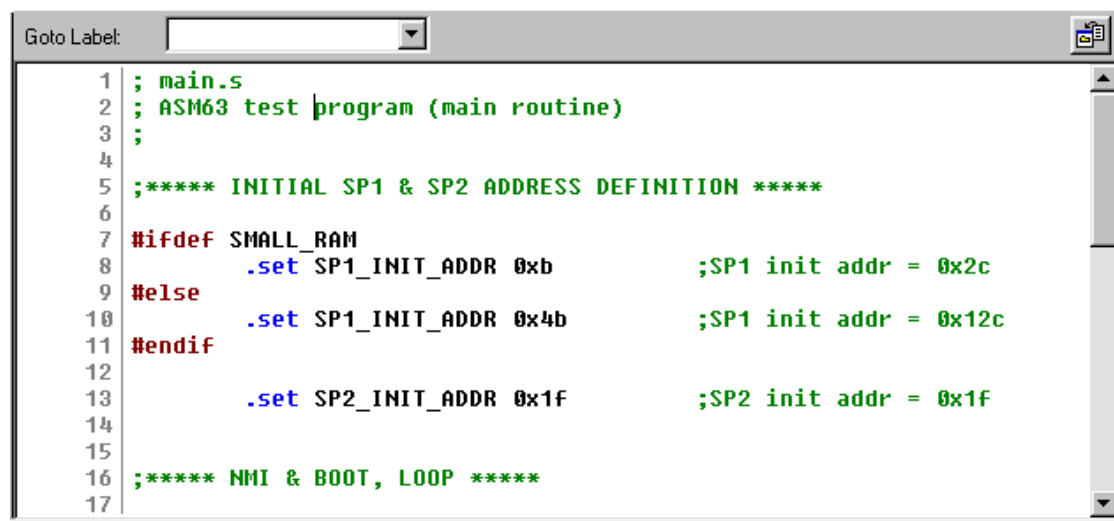 Goto Label:
1 ; main.s
2 ; ASM63 test program (main routine)
3 ;
4
5 ;***** INITIAL SP1 & SP2 ADDRESS DEFINITION *****
6
7 #ifdef SMALL_RAM
8 .set SP1_INIT_ADDR 0xb ;SP1 init addr = 0x2c
9 #else
10 .set SP1_INIT_ADDR 0x4b ;SP1 init addr = 0x12c
11 #endif
12
13 .set SP2_INIT_ADDR 0x1f ;SP2 init addr = 0x1f
14
15
16 ;***** NMI & BOOT, LOOP *****
17